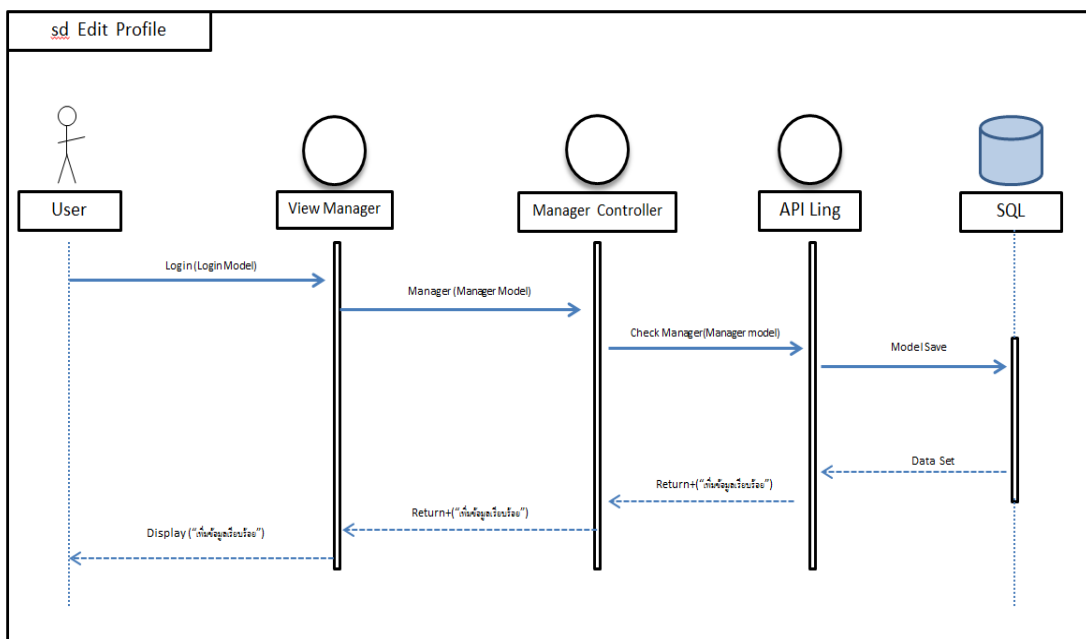 sd Edit Profile
User
View Manager
Manager Controller
API Ling
SQL
Login(LoginModel)
Manager(Manager Model)
Check Manager(Manager model)
Model Save
Data Set
Return+("เพิ่มข้อมูลเรียบร้อย")
Return+("เพิ่มข้อมูลเรียบร้อย")
Display("เพิ่มข้อมูลเรียบร้อย")